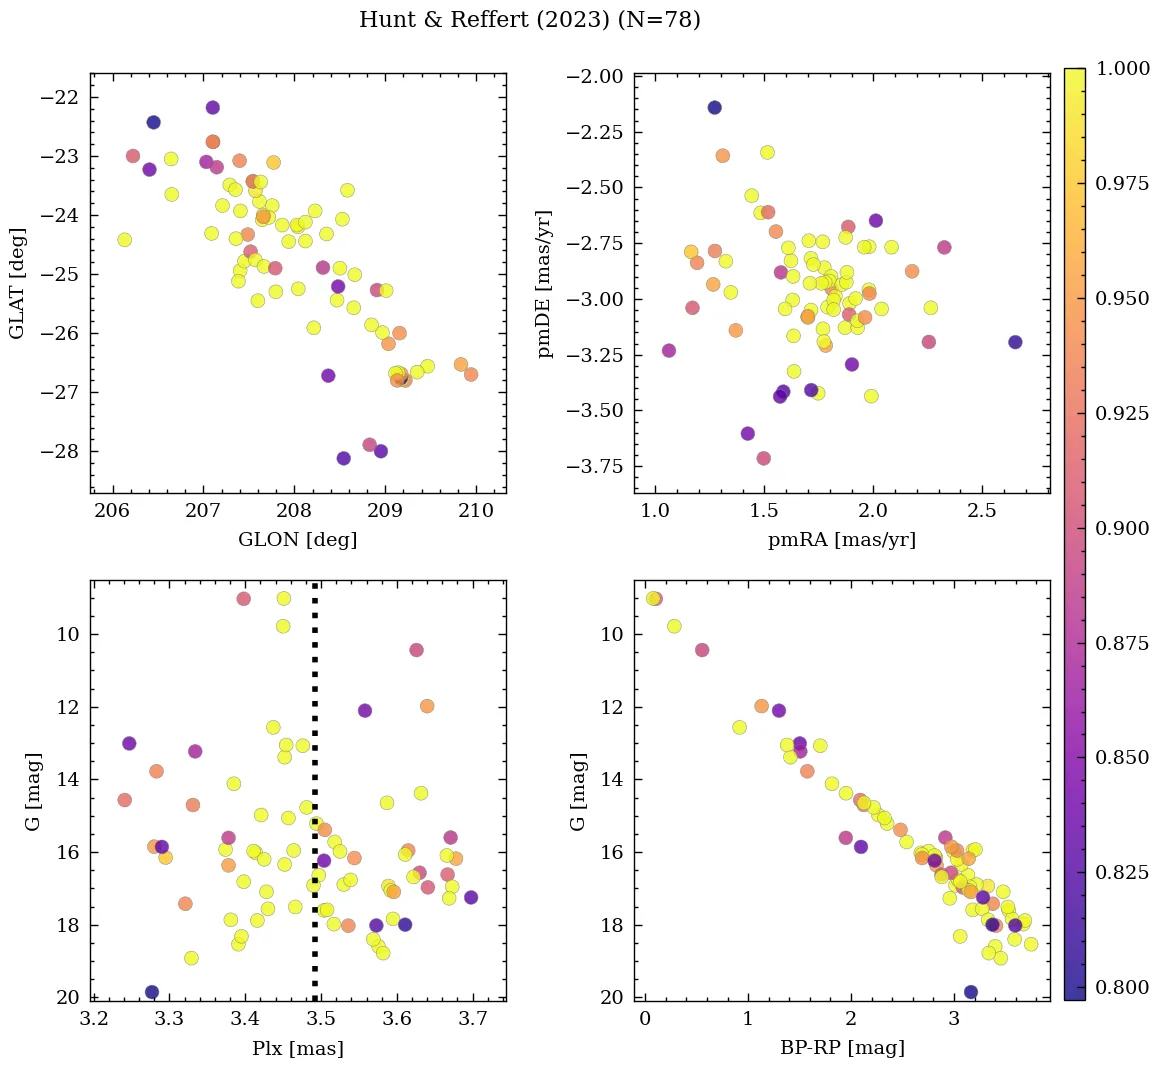 Hunt & Reffert (2023) (N=78)
−22
−23
−24
−25
−26
−27
−28
GLAT [deg]
206 207 208 209 210
GLON [deg]
−2.00
−2.25
−2.50
−2.75
−3.00
−3.25
−3.50
−3.75
pmDE [mas/yr]
1.0 1.5 2.0 2.5
pmRA [mas/yr]
10
12
14
16
18
20
G [mag]
3.2 3.3 3.4 3.5 3.6 3.7
Plx [mas]
10
12
14
16
18
20
G [mag]
0 1 2 3
BP-RP [mag]
1.000
0.975
0.950
0.925
0.900
0.875
0.850
0.825
0.800